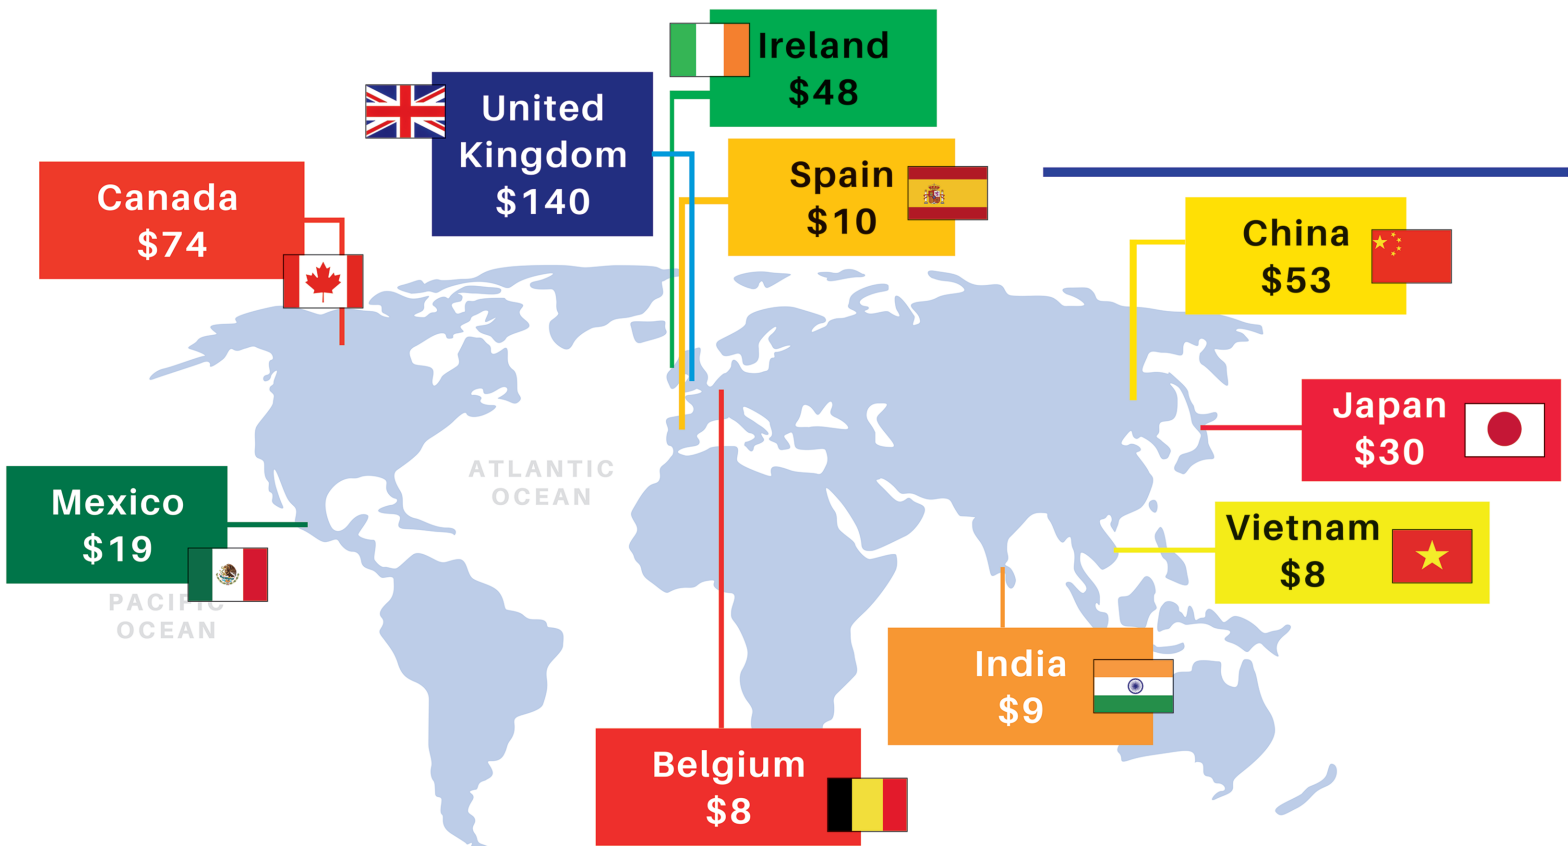 Ireland
$48
United
Kingdom
$140
Spain
$10
Canada
$74
China
$53
Japan
$30
ATLANTIC
OCEAN
Mexico
$19
Vietnam
$8
PACIFIC
OCEAN
India
$9
Belgium
$8